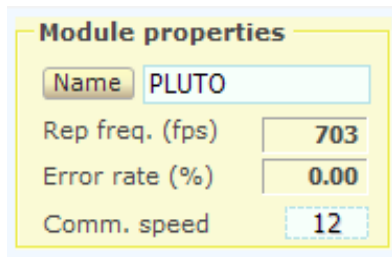 Module properties
Name PLUTO
Rep freq. (fps) 703
Error rate (%) 0.00
Comm. speed 12